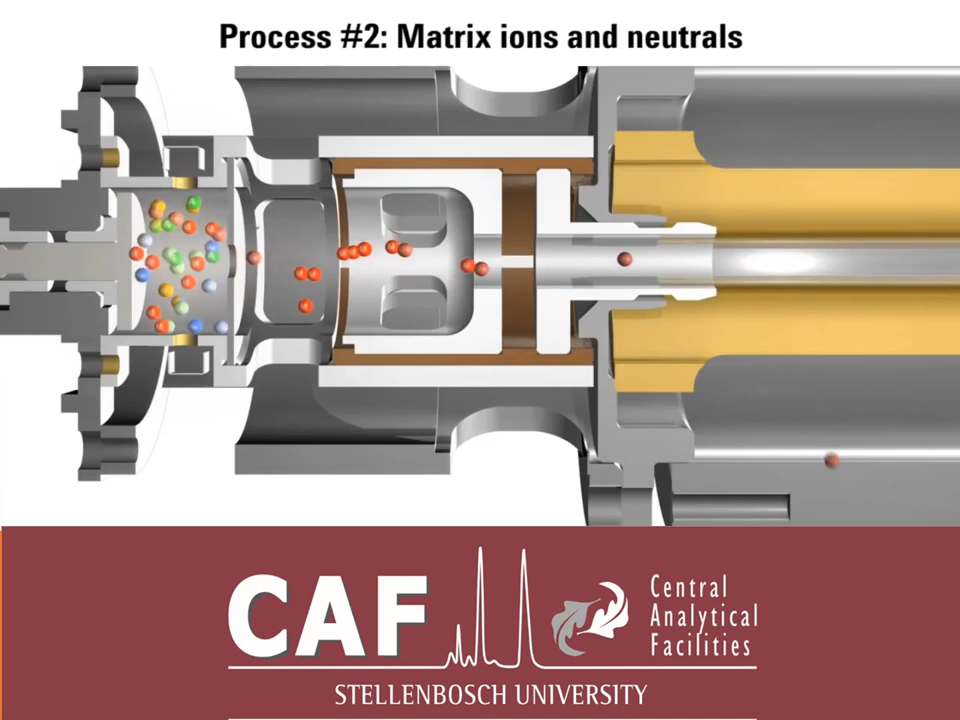 Process #2: Matrix ions and neutrals
CAF
Central
Analytical
Facilities
STELLENBOSCH UNIVERSITY